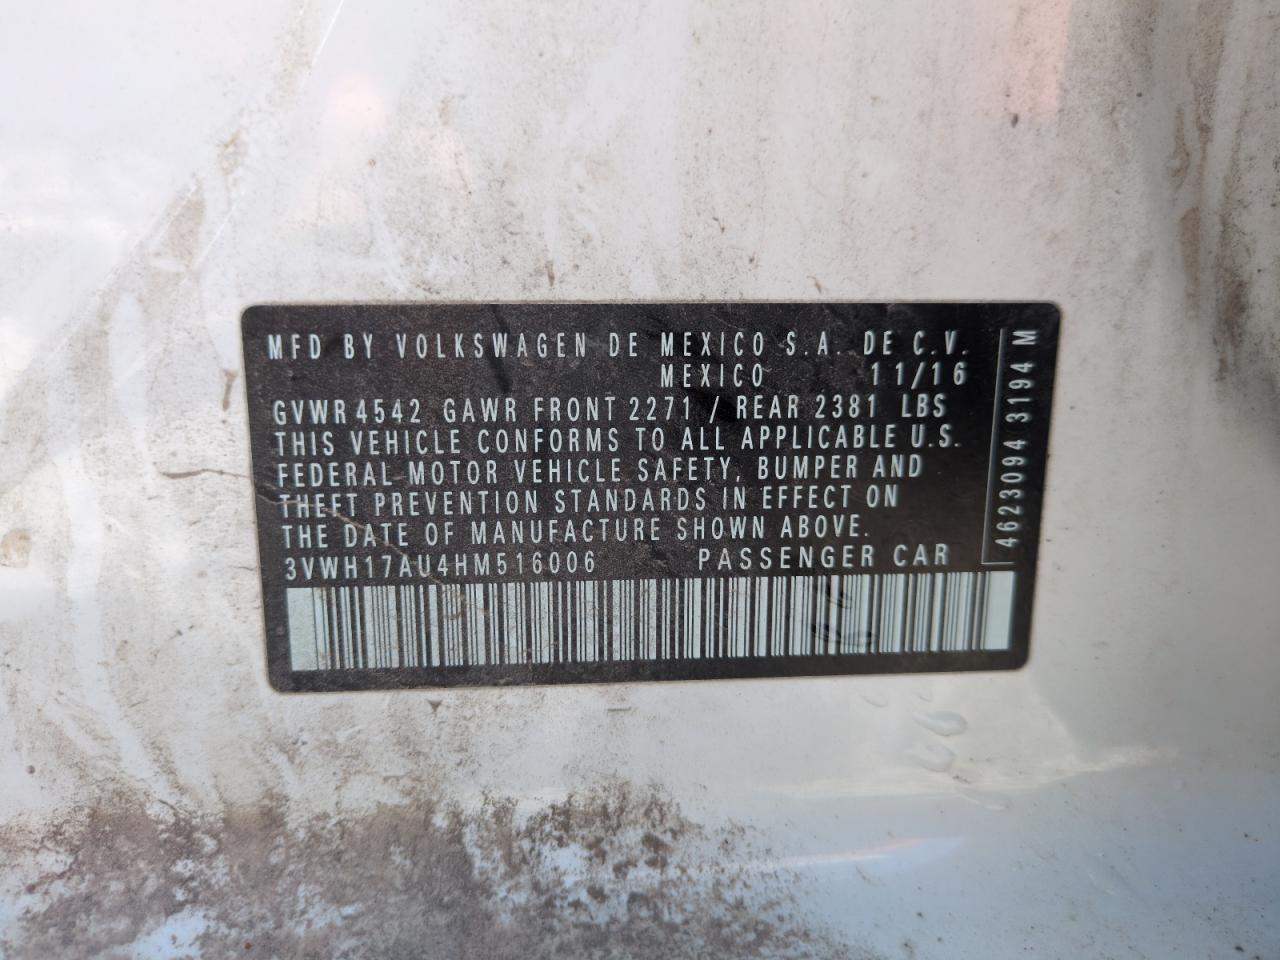 MFD BY VOLKSWAGEN DE MEXICO S.A. DE C.V.
MEXICO 11/16
GVWR 4542 GAWR FRONT 2271 / REAR 2381 LBS
THIS VEHICLE CONFORMS TO ALL APPLICABLE U.S.
FEDERAL MOTOR VEHICLE SAFETY, BUMPER AND
THEFT PREVENTION STANDARDS IN EFFECT ON
THE DATE OF MANUFACTURE SHOWN ABOVE.
3VWH17AU4HM516006 PASSENGER CAR
46230094 3194 M